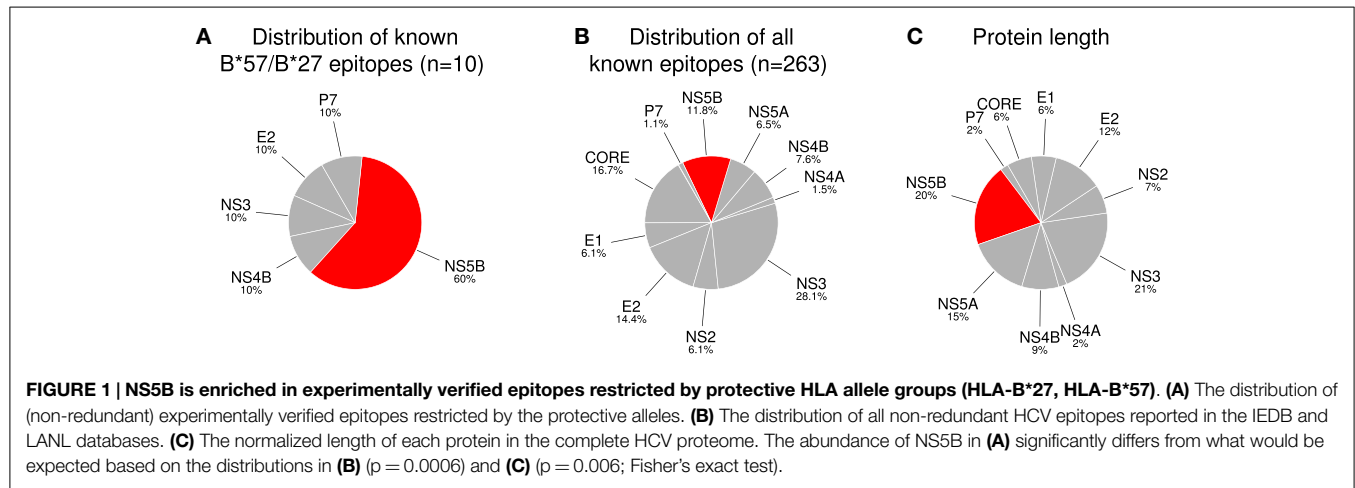 A Distribution of known
B*57/B*27 epitopes (n=10)
P7
10%
E2
10%
NS3
10%
NS4B
10%
NS5B
60%
B Distribution of all
known epitopes (n=263)
NS5B
11.8%
P7
1.1%
NS5A
6.5%
CORE
16.7%
NS4B
7.6%
NS4A
1.5%
E1
6.1%
NS3
28.1%
E2
14.4%
NS2
6.1%
C Protein length
E1
6%
CORE
6%
P7
2%
E2
12%
NS5B
20%
NS2
7%
NS3
21%
NS5A
15%
NS4B
9%
NS4A
2%
FIGURE 1 | NS5B is enriched in experimentally verified epitopes restricted by protective HLA allele groups (HLA-B*27, HLA-B*57). (A) The distribution of
(non-redundant) experimentally verified epitopes restricted by the protective alleles. (B) The distribution of all non-redundant HCV epitopes reported in the IEDB and
LANL databases. (C) The normalized length of each protein in the complete HCV proteome. The abundance of NS5B in (A) significantly differs from what would be
expected based on the distributions in (B) (p = 0.0006) and (C) (p = 0.006; Fisher's exact test).